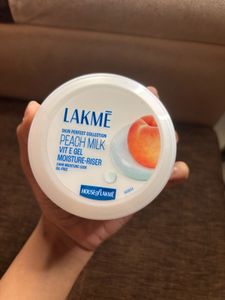 LAKMĒ
SKIN PERFECT COLLECTION
PEACH MILK
VIT E GEL
MOISTURE-RISER
OIL-FREE
HOUSE OF LAKMĒ